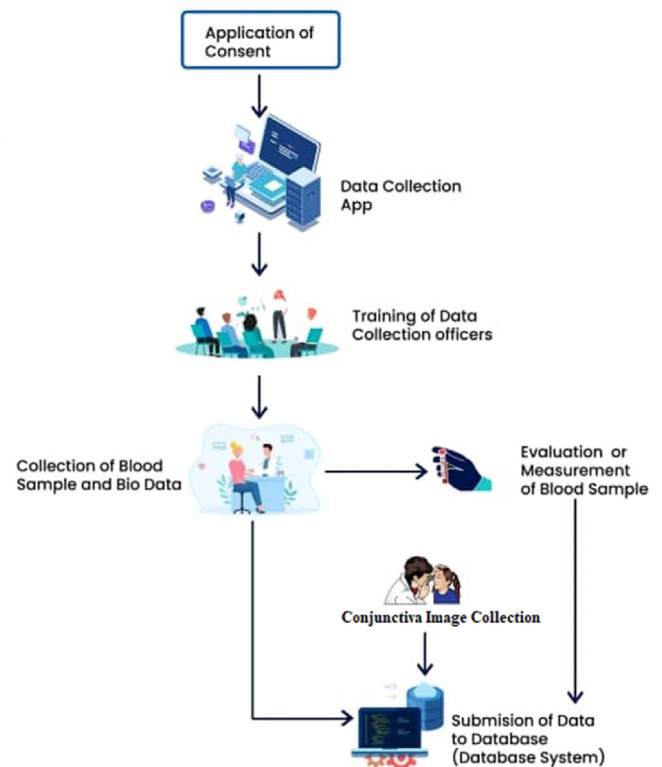 Application of
Consent
Data Collection
App
Training of Data
Collection officers
Collection of Blood
Sample and Bio Data
Evaluation or
Measurement
of Blood Sample
Conjunctiva Image Collection
Submision of Data
to Database
(Database System)